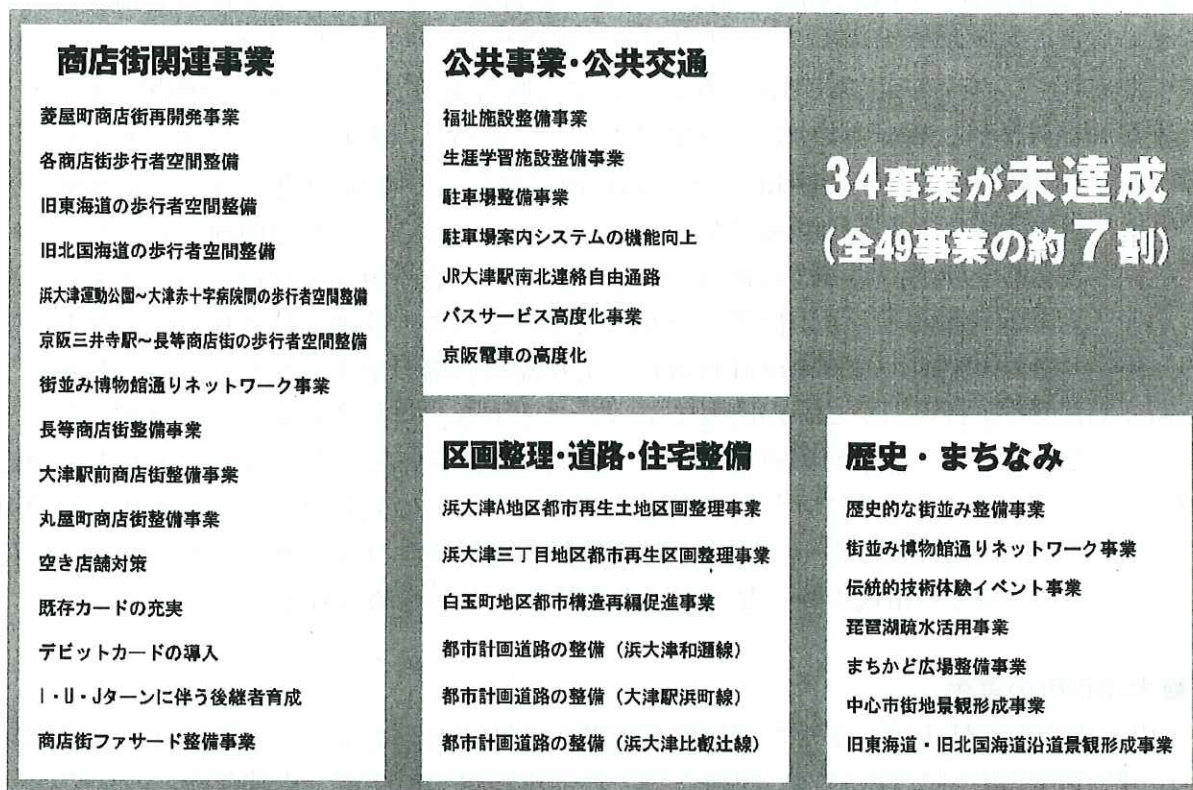 商店街関連事業
菱屋町商店街再開発事業
各商店街歩行者空間整備
旧東海道の歩行者空間整備
旧北国海道の歩行者空間整備
浜大津運動公園~大津赤十字病院間の歩行者空間整備
京阪三井寺駅~長等商店街の歩行者空間整備
街並み博物館通りネットワーク事業
長等商店街整備事業
大津駅前商店街整備事業
丸屋町商店街整備事業
空き店舗対策
既存カードの充実
デビットカードの導入
I・U・Jターンに伴う後継者育成
商店街ファサード整備事業
公共事業・公共交通
福祉施設整備事業
生涯学習施設整備事業
駐車場整備事業
駐車場案内システムの機能向上
JR大津駅南北連絡自由通路
バスサービス高度化事業
京阪電車の高度化
34事業が未達成
(全49事業の約7割)
区画整理・道路・住宅整備
浜大津A地区都市再生土地区画整理事業
浜大津三丁目地区都市再生区画整理事業
白玉町地区都市構造再編促進事業
都市計画道路の整備(浜大津和邇線)
都市計画道路の整備(大津駅浜町線)
都市計画道路の整備(浜大津比叡辻線)
歴史・まちなみ
歴史的な街並み整備事業
街並み博物館通りネットワーク事業
伝統的技術体験イベント事業
琵琶湖疏水活用事業
まちかど広場整備事業
中心市街地景観形成事業
旧東海道・旧北国海道沿道景観形成事業